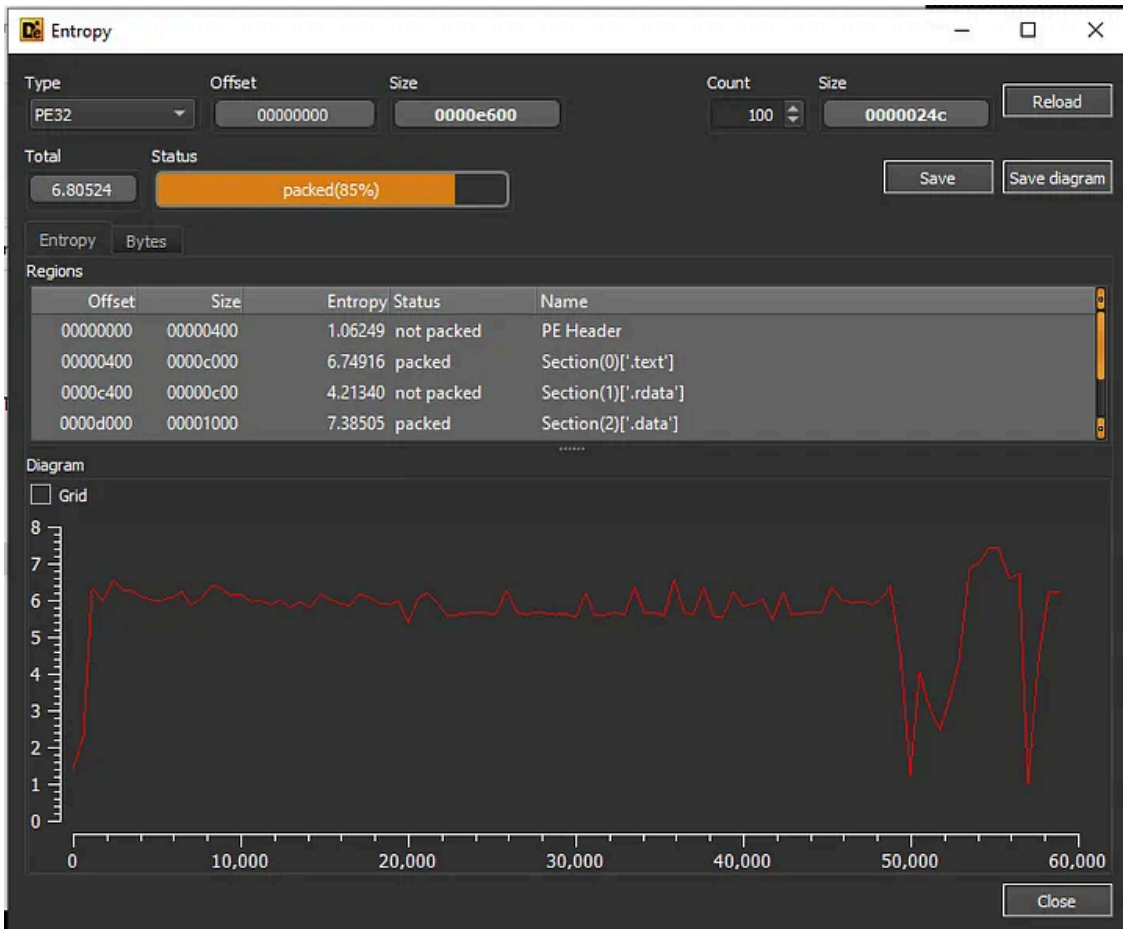 Entropy
Type Offset Size Count Size
PE32 00000000 0000e600 100 0000024c Reload
Total Status
6.80524 packed(85%) Save Save diagram
Entropy Bytes
Regions
Offset Size Entropy Status Name
00000000 00000400 1.06249 not packed PE Header
00000400 0000c000 6.74916 packed Section(0)['.text']
0000c400 00000c00 4.21340 not packed Section(1)['.rdata']
0000d000 00001000 7.38505 packed Section(2)['.data']
Diagram
Grid
8
7
6
5
4
3
2
1
0
0 10,000 20,000 30,000 40,000 50,000 60,000
Close